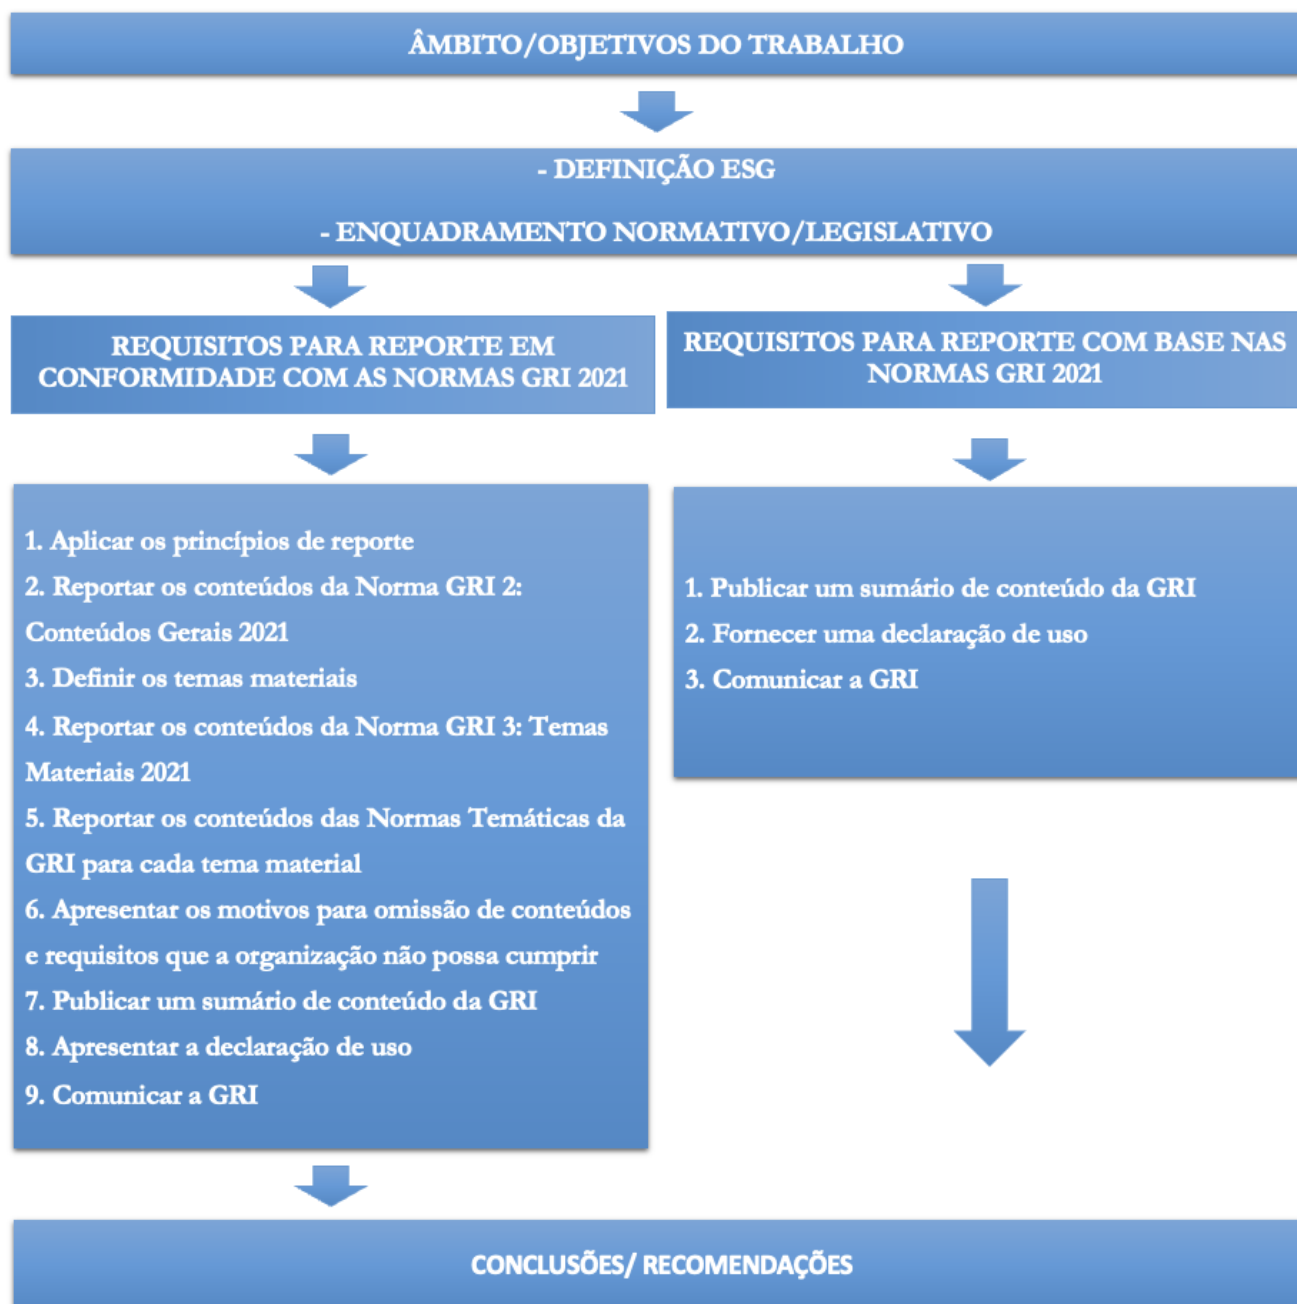 ÂMBITO/OBJETIVOS DO TRABALHO
- DEFINIÇÃO ESG
- ENQUADRAMENTO NORMATIVO/LEGISLATIVO
REQUISITOS PARA REPORTE EM
CONFORMIDADE COM AS NORMAS GRI 2021
REQUISITOS PARA REPORTE COM BASE NAS
NORMAS GRI 2021
1. Aplicar os princípios de reporte
2. Reportar os conteúdos da Norma GRI 2:
Conteúdos Gerais 2021
3. Definir os temas materiais
4. Reportar os conteúdos da Norma GRI 3: Temas
Materiais 2021
5. Reportar os conteúdos das Normas Temáticas da
GRI para cada tema material
6. Apresentar os motivos para omissão de conteúdos
e requisitos que a organização não possa cumprir
7. Publicar um sumário de conteúdo da GRI
8. Apresentar a declaração de uso
9. Comunicar a GRI
1. Publicar um sumário de conteúdo da GRI
2. Fornecer uma declaração de uso
3. Comunicar a GRI
CONCLUSÕES/ RECOMENDAÇÕES